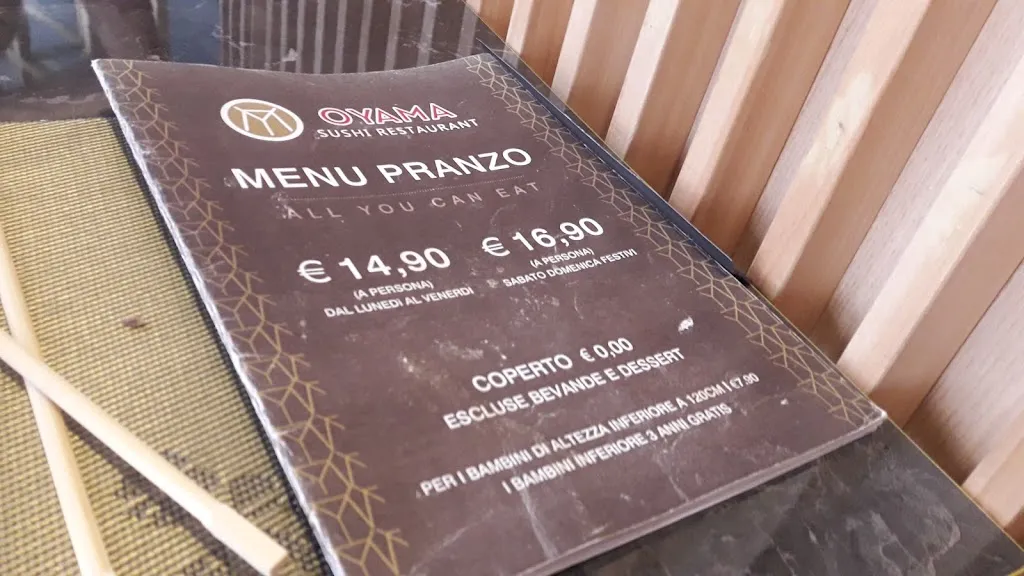 OYAMA
SUSHI RESTAURANT
MENU PRANZO
ALL YOU CAN EAT
€ 14,90
(A PERSONA)
DAL LUNEDI AL VENERDI
€ 16,90
(A PERSONA)
SABATO DOMENICA FESTIVI
COPERTO € 0,00
ESCLUSE BEVANDE E DESSERT
PER I BAMBINI DI ALTEZZA INFERIORE A 120CM I €7.90
I BAMBINI INFERIORE 3 ANNI GRATIS